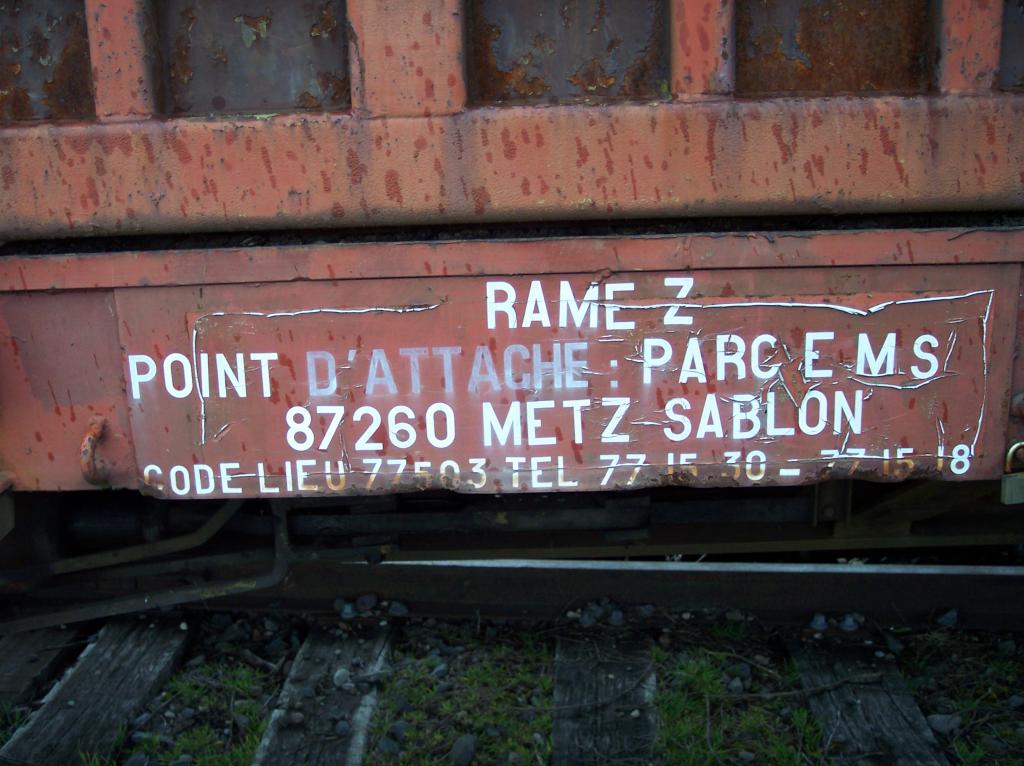 RAME Z
POINT D'ATTACHE : PARC E M S
87260 METZ SABLON
CODE LIEU 77503 TEL 77 15 30 - 77 15 18